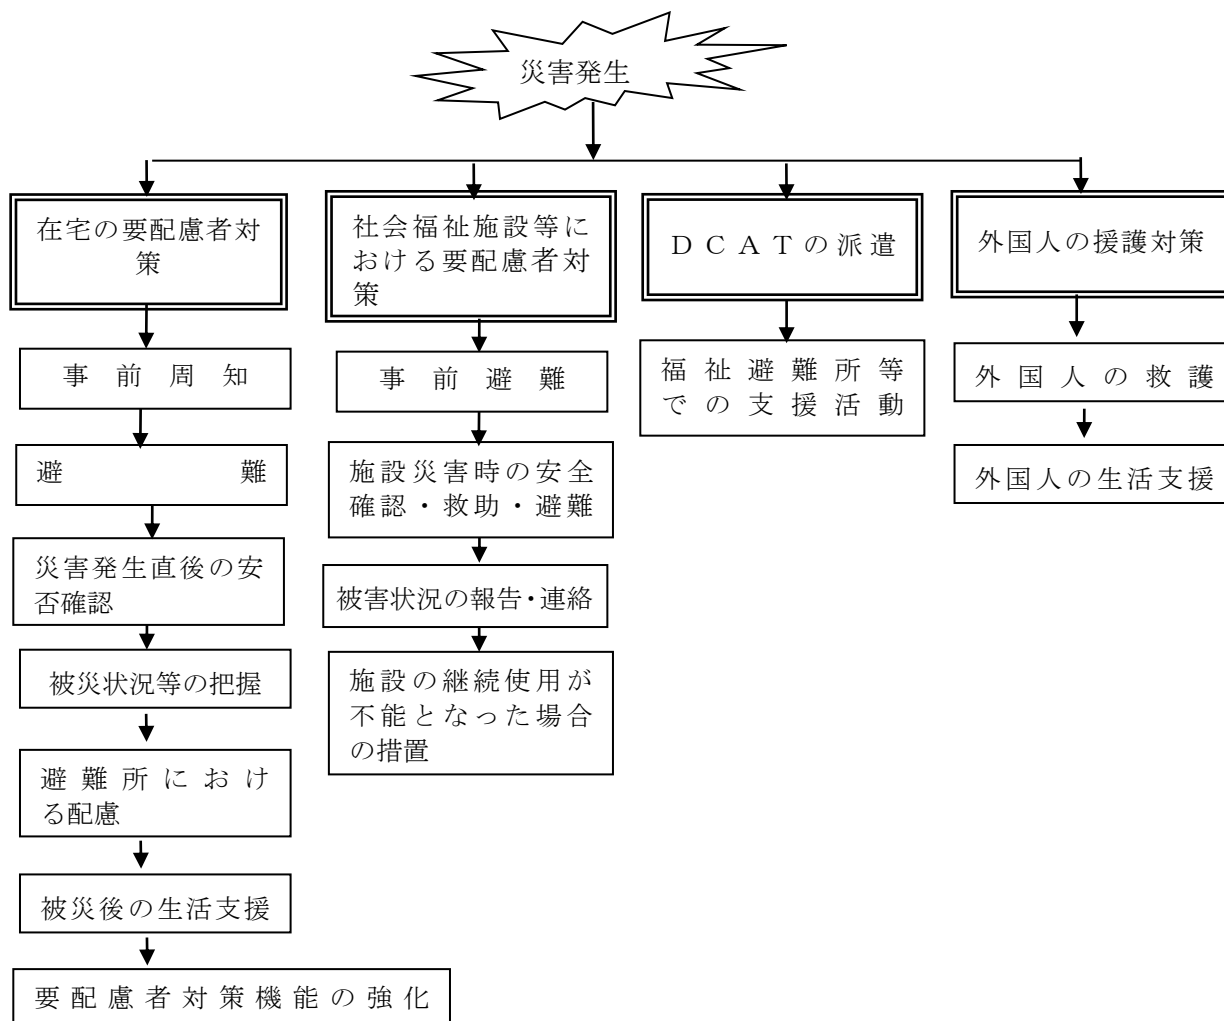 災害発生
在宅の要配慮者対
策
社会福祉施設等に
おける要配慮者対
策
ＤＣＡＴの派遣
外国人の援護対策
事前周知
避難
災害発生直後の安
否確認
被災状況等の把握
避難所におけ
る配慮
被災後の生活支援
要配慮者対策機能の強化
事前避難
施設災害時の安全
確認・救助・避難
被害状況の報告・連絡
施設の継続使用が
不能となった場合
の措置
福祉避難所等
での支援活動
外国人の救護
外国人の生活支援